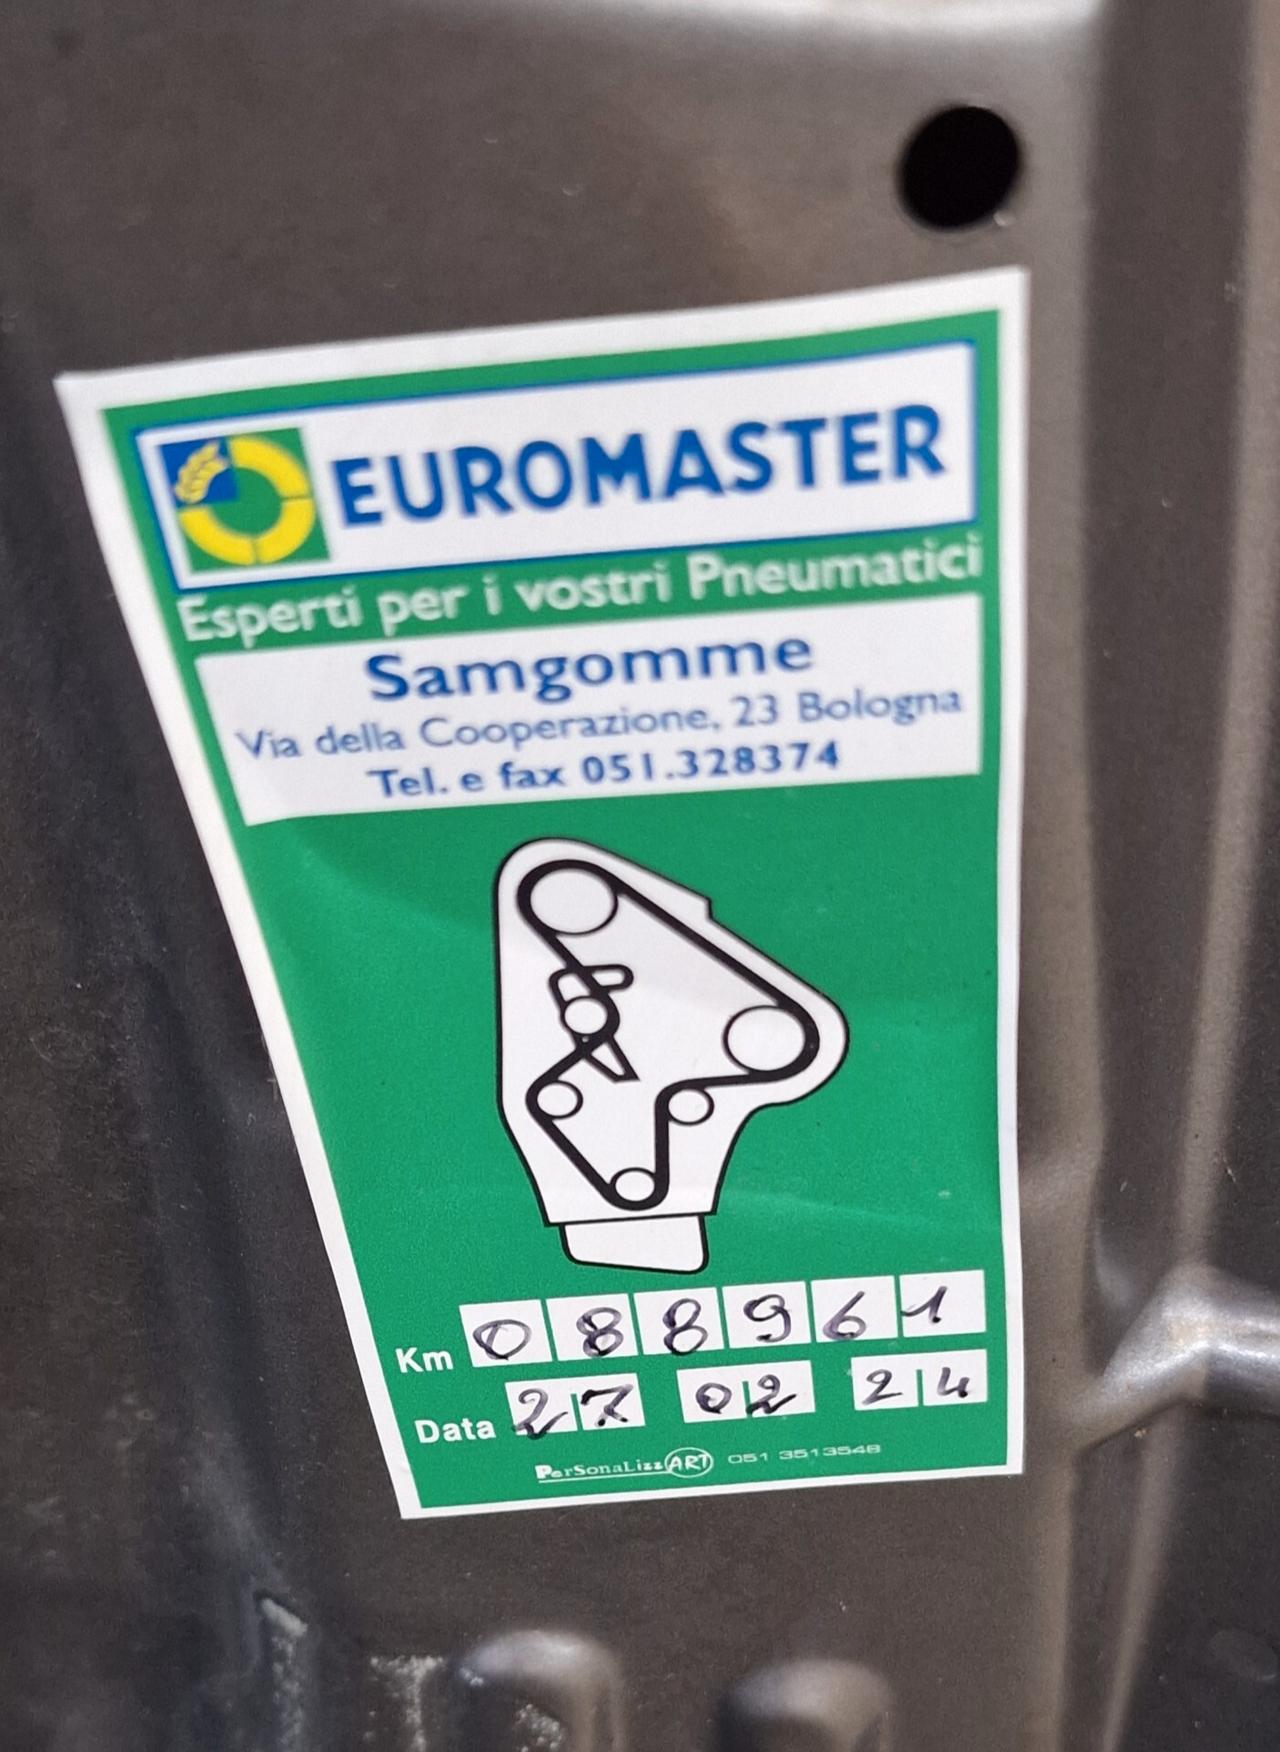 EUROMASTER
Esperti per i vostri Pneumatici
Samgomme
Via della Cooperazione, 23 Bologna
Tel. e fax 051.328374
Km 088961
Data 27 02 24
PerSonaLizzART 051 3513548